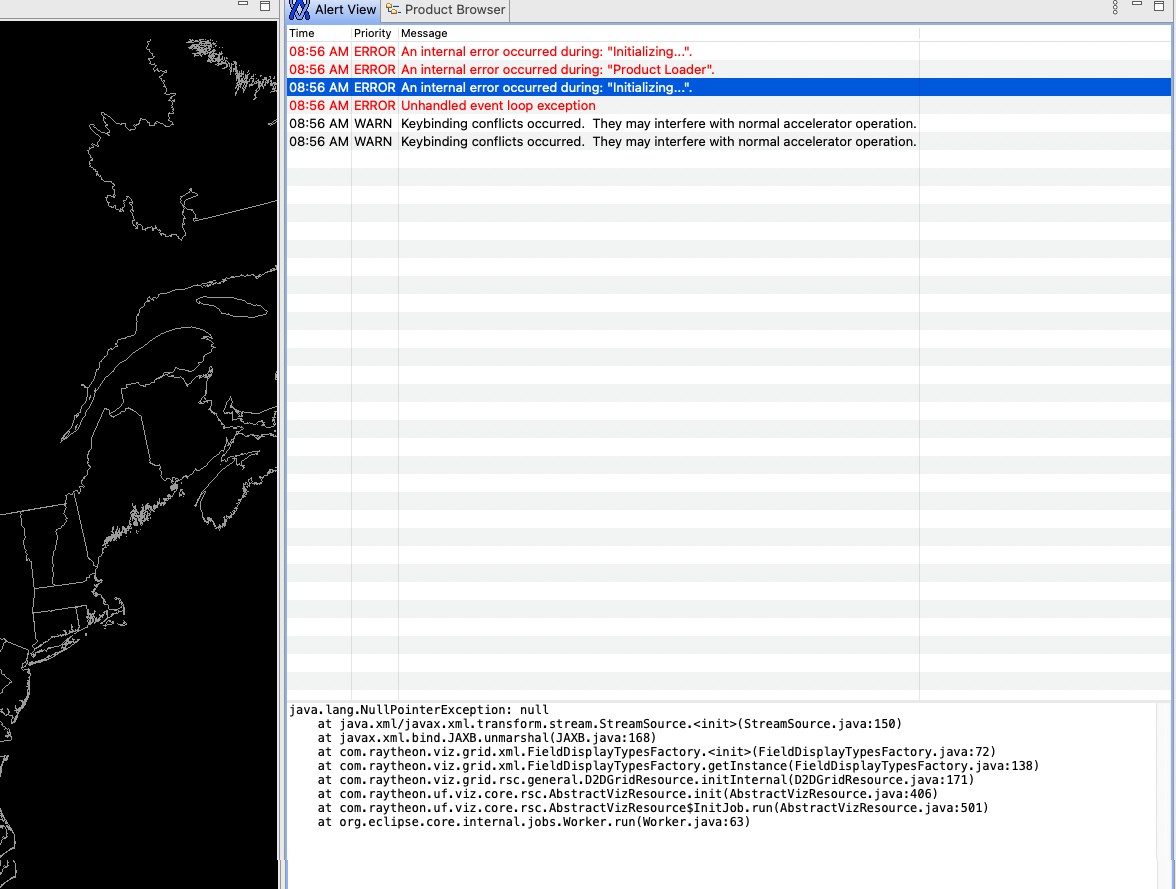 Alert View Product Browser
Time Priority Message
08:56 AM ERROR An internal error occurred during: "Initializing...".
08:56 AM ERROR An internal error occurred during: "Product Loader".
08:56 AM ERROR An internal error occurred during: "Initializing...".
08:56 AM ERROR Unhandled event loop exception
08:56 AM WARN Keybinding conflicts occurred.  They may interfere with normal accelerator operation.
08:56 AM WARN Keybinding conflicts occurred.  They may interfere with normal accelerator operation.
java.lang.NullPointerException: null
    at java.xml/javax.xml.transform.stream.StreamSource.<init>(StreamSource.java:150)
    at javax.xml.bind.JAXB.unmarshal(JAXB.java:168)
    at com.raytheon.viz.grid.xml.FieldDisplayTypesFactory.<init>(FieldDisplayTypesFactory.java:72)
    at com.raytheon.viz.grid.xml.FieldDisplayTypesFactory.getInstance(FieldDisplayTypesFactory.java:138)
    at com.raytheon.viz.grid.rsc.general.D2DGridResource.initInternal(D2DGridResource.java:171)
    at com.raytheon.uf.viz.core.rsc.AbstractVizResource.init(AbstractVizResource.java:406)
    at com.raytheon.uf.viz.core.rsc.AbstractVizResource$InitJob.run(AbstractVizResource.java:501)
    at org.eclipse.core.internal.jobs.Worker.run(Worker.java:63)